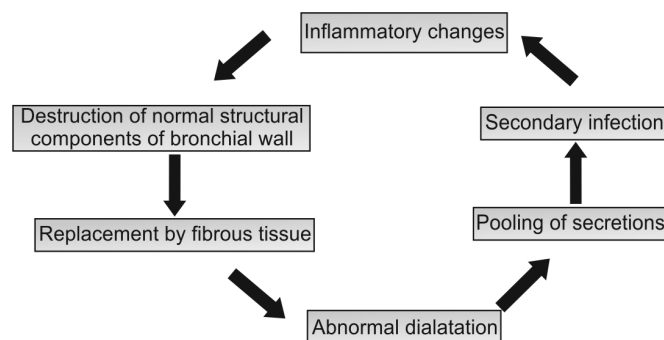 Inflammatory changes
Destruction of normal structural
components of bronchial wall
Secondary infection
Replacement by fibrous tissue
Pooling of secretions
Abnormal dialatation